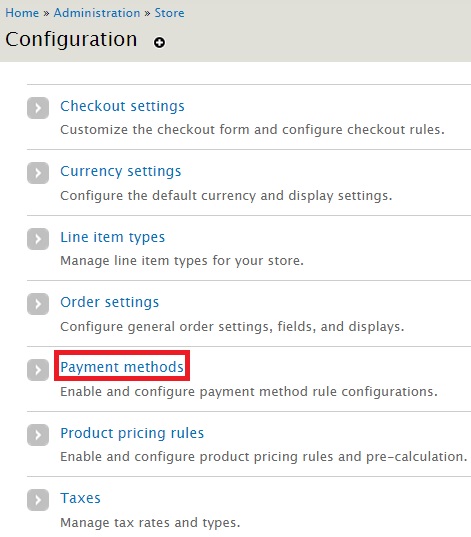 Home » Administration » Store
Configuration
Checkout settings
Customize the checkout form and configure checkout rules.
Currency settings
Configure the default currency and display settings.
Line item types
Manage line item types for your store.
Order settings
Configure general order settings, fields, and displays.
Payment methods
Enable and configure payment method rule configurations.
Product pricing rules
Enable and configure product pricing rules and pre-calculation.
Taxes
Manage tax rates and types.